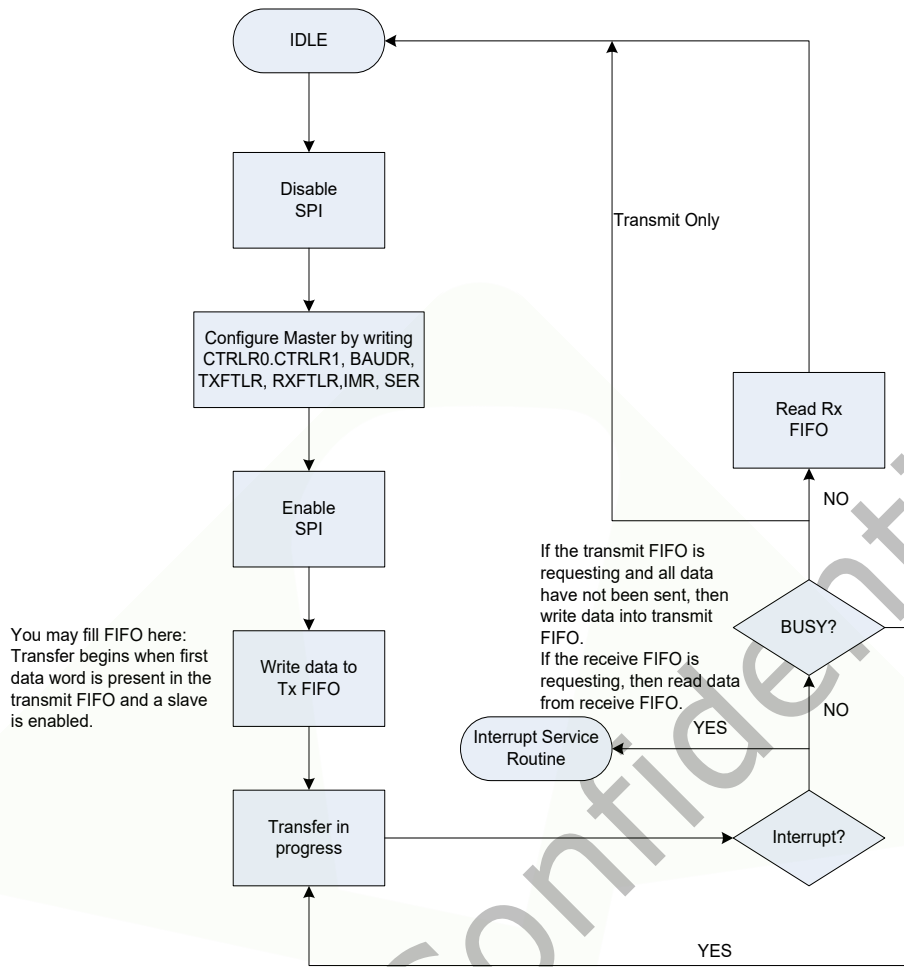 IDLE
Disable
SPI
Transmit Only
Configure Master by writing
CTRLR0.CTRLR1, BAUDR,
TXFTLR, RXFTLR,IMR, SER
Read Rx
FIFO
Enable
SPI
NO
If the transmit FIFO is
requesting and all data
have not been sent, then
write data into transmit
FIFO.
If the receive FIFO is
requesting, then read data
from receive FIFO.
BUSY?
You may fill FIFO here:
Transfer begins when first
data word is present in the
transmit FIFO and a slave
is enabled.
Write data to
Tx FIFO
NO
YES
Interrupt Service
Routine
Transfer in
progress
Interrupt?
YES
Confidenti